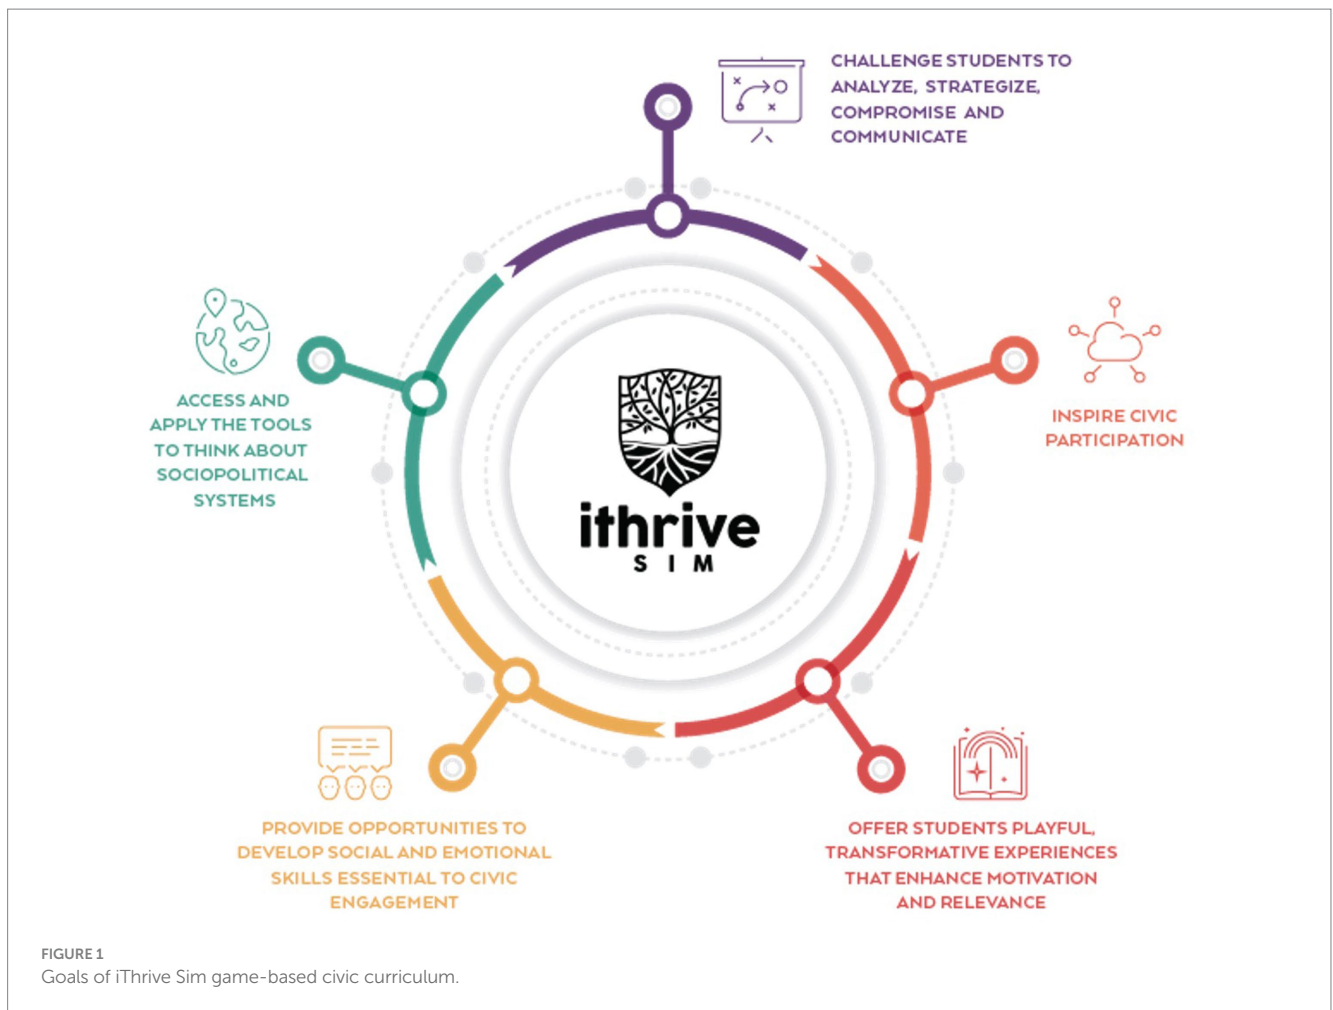 CHALLENGE STUDENTS TO
ANALYZE, STRATEGIZE,
COMPROMISE AND
COMMUNICATE
INSPIRE CIVIC
PARTICIPATION
ACCESS AND
APPLY THE TOOLS
TO THINK ABOUT
SOCIOPOLITICAL
SYSTEMS
ithrive
SIM
PROVIDE OPPORTUNITIES TO
DEVELOP SOCIAL AND EMOTIONAL
SKILLS ESSENTIAL TO CIVIC
ENGAGEMENT
OFFER STUDENTS PLAYFUL,
TRANSFORMATIVE EXPERIENCES
THAT ENHANCE MOTIVATION
AND RELEVANCE
FIGURE 1
Goals of iThrive Sim game-based civic curriculum.